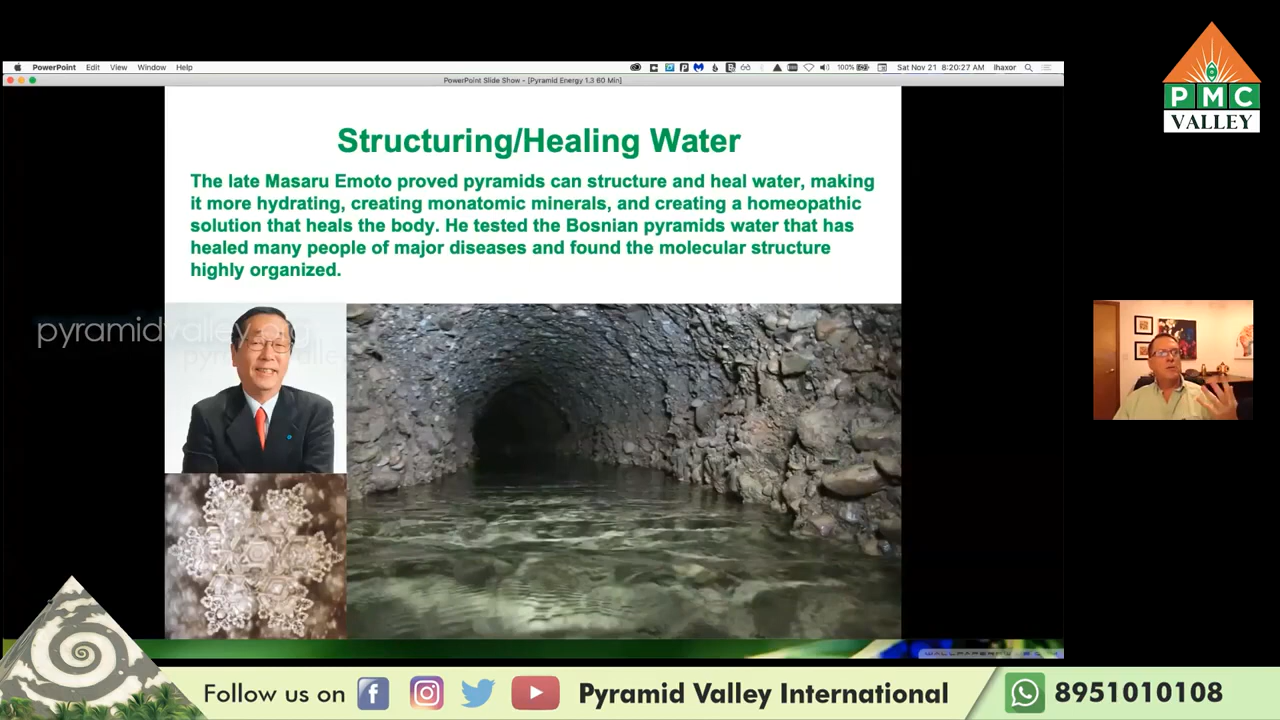 PowerPoint Edit View Window Help
100% Sat Nov 21 8:20:27 AM lhaxor
PowerPoint Slide Show - [Pyramid Energy 1.3 60 Min]
PMC
VALLEY
Structuring/Healing Water
The late Masaru Emoto proved pyramids can structure and heal water, making
it more hydrating, creating monatomic minerals, and creating a homeopathic
solution that heals the body. He tested the Bosnian pyramids water that has
healed many people of major diseases and found the molecular structure
highly organized.
pyramidvalley.org
Follow us on Pyramid Valley International 8951010108